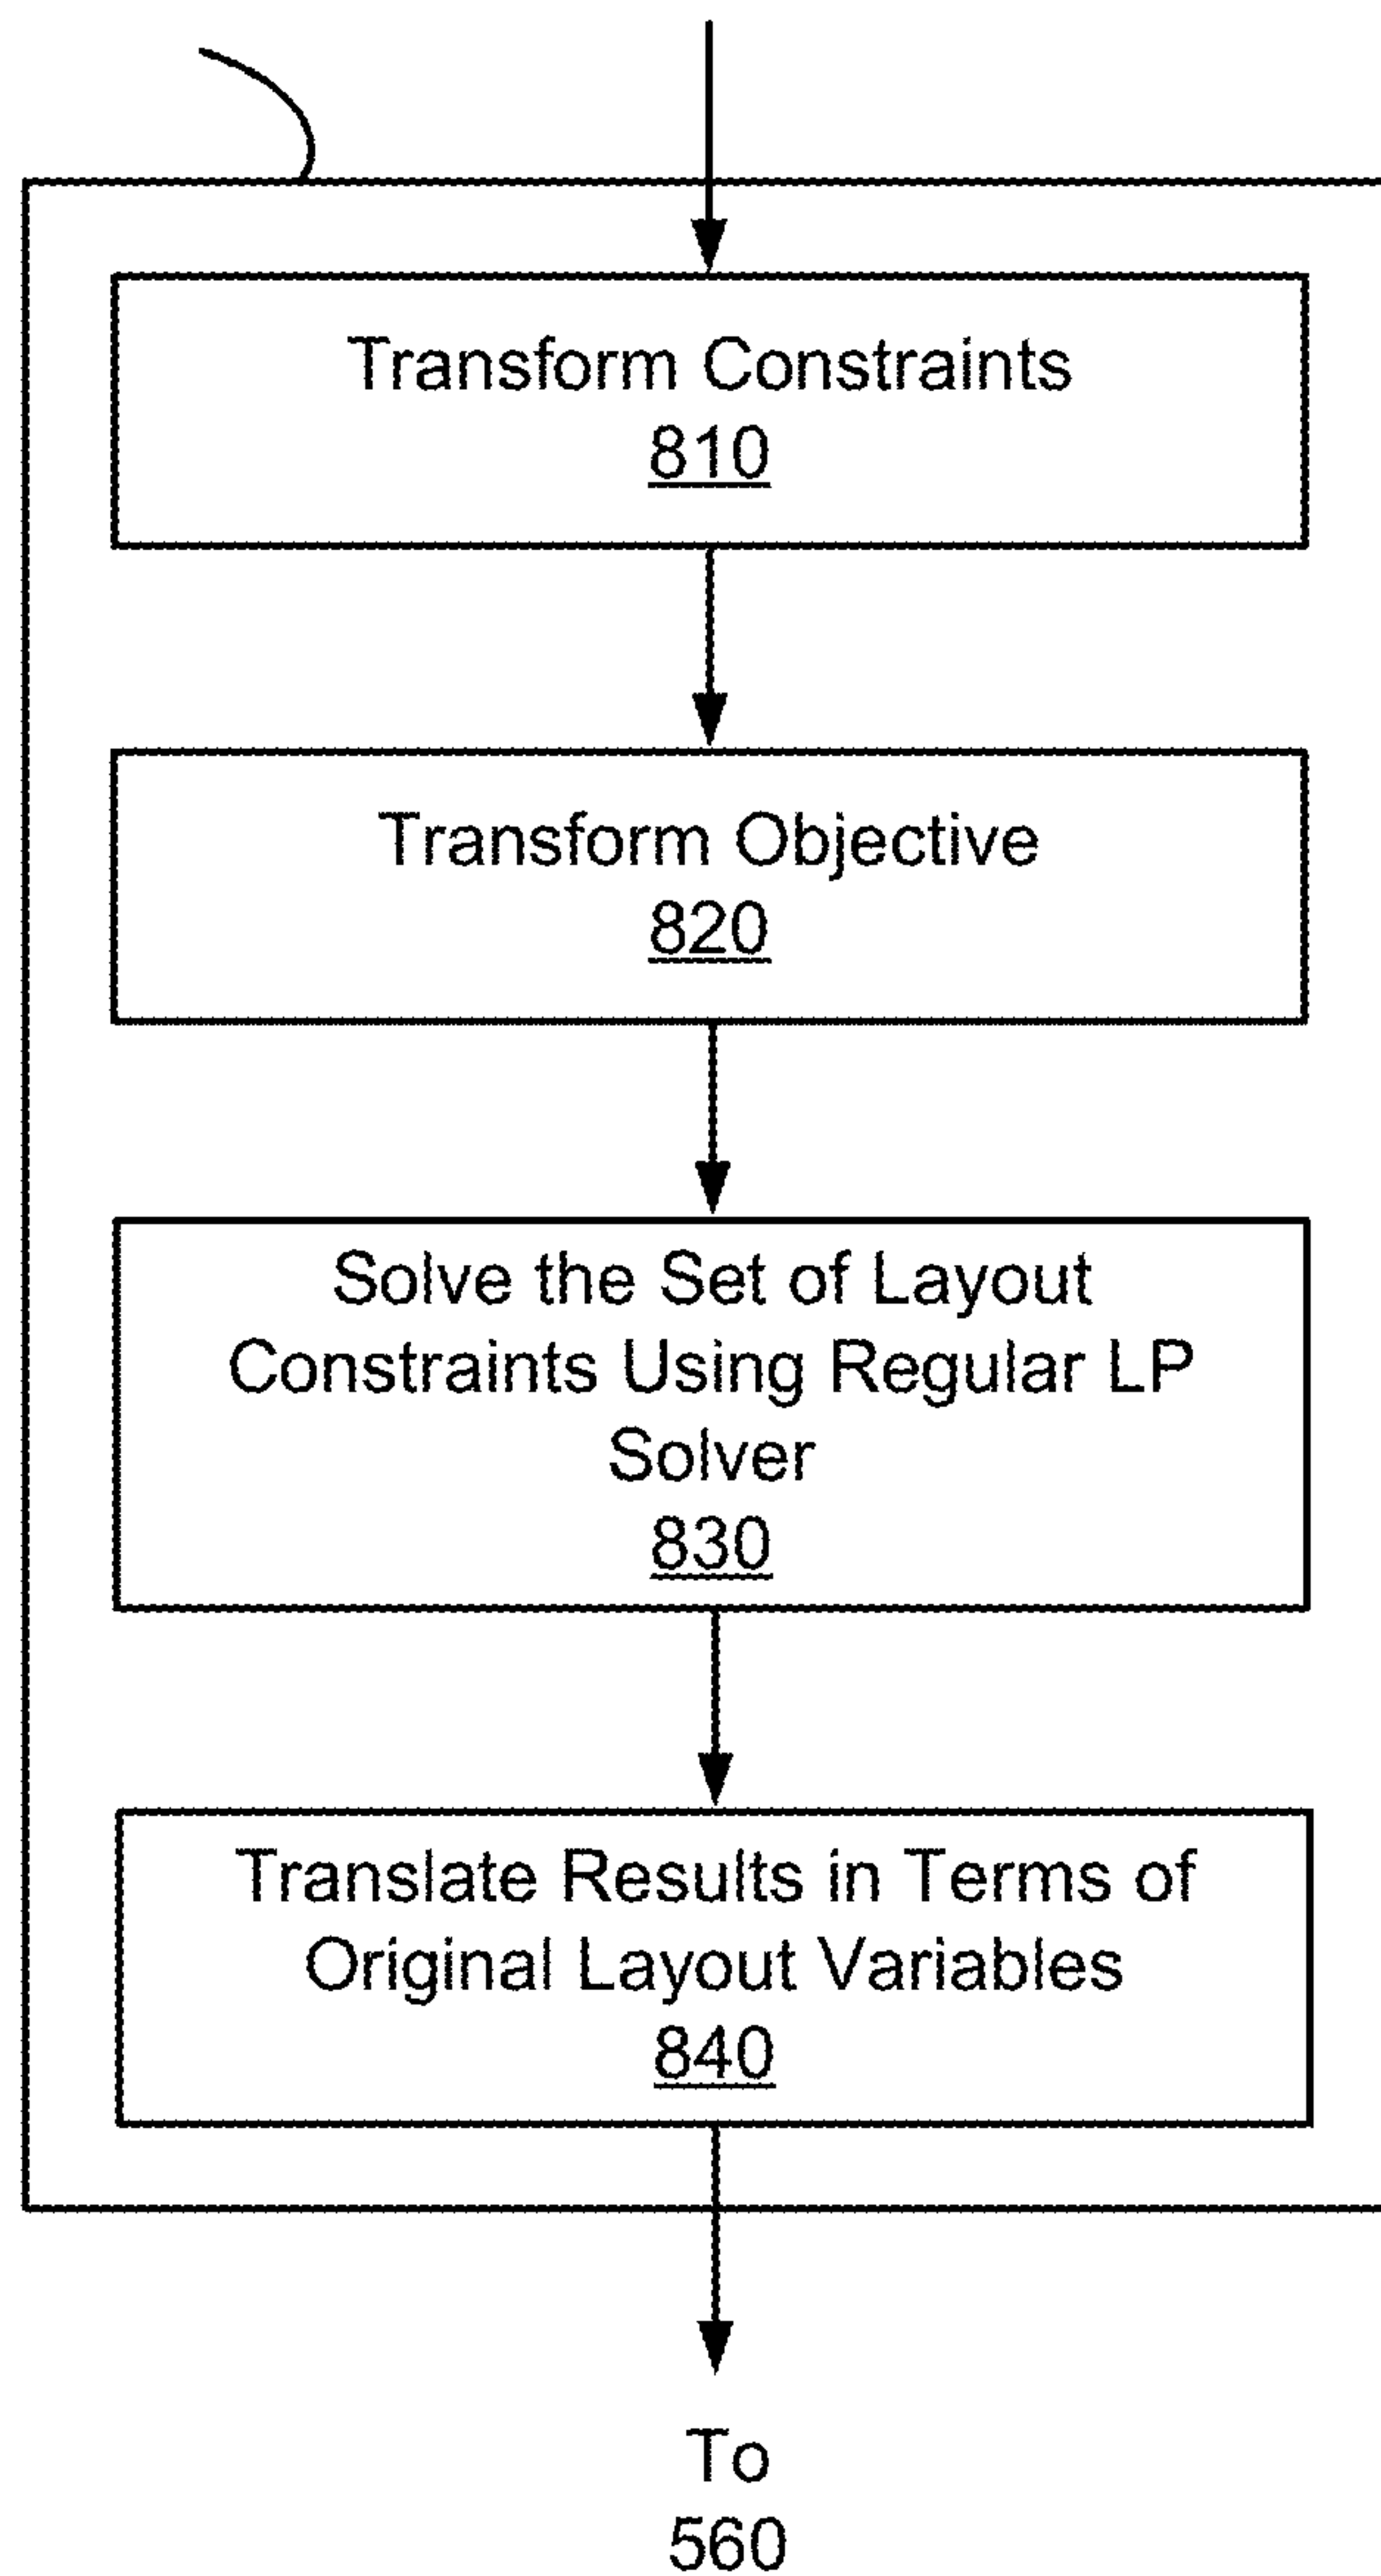 Transform Constraints
810
Transform Objective
820
Solve the Set of Layout
Constraints Using Regular LP
Solver
830
Translate Results in Terms of
Original Layout Variables
840
To
560